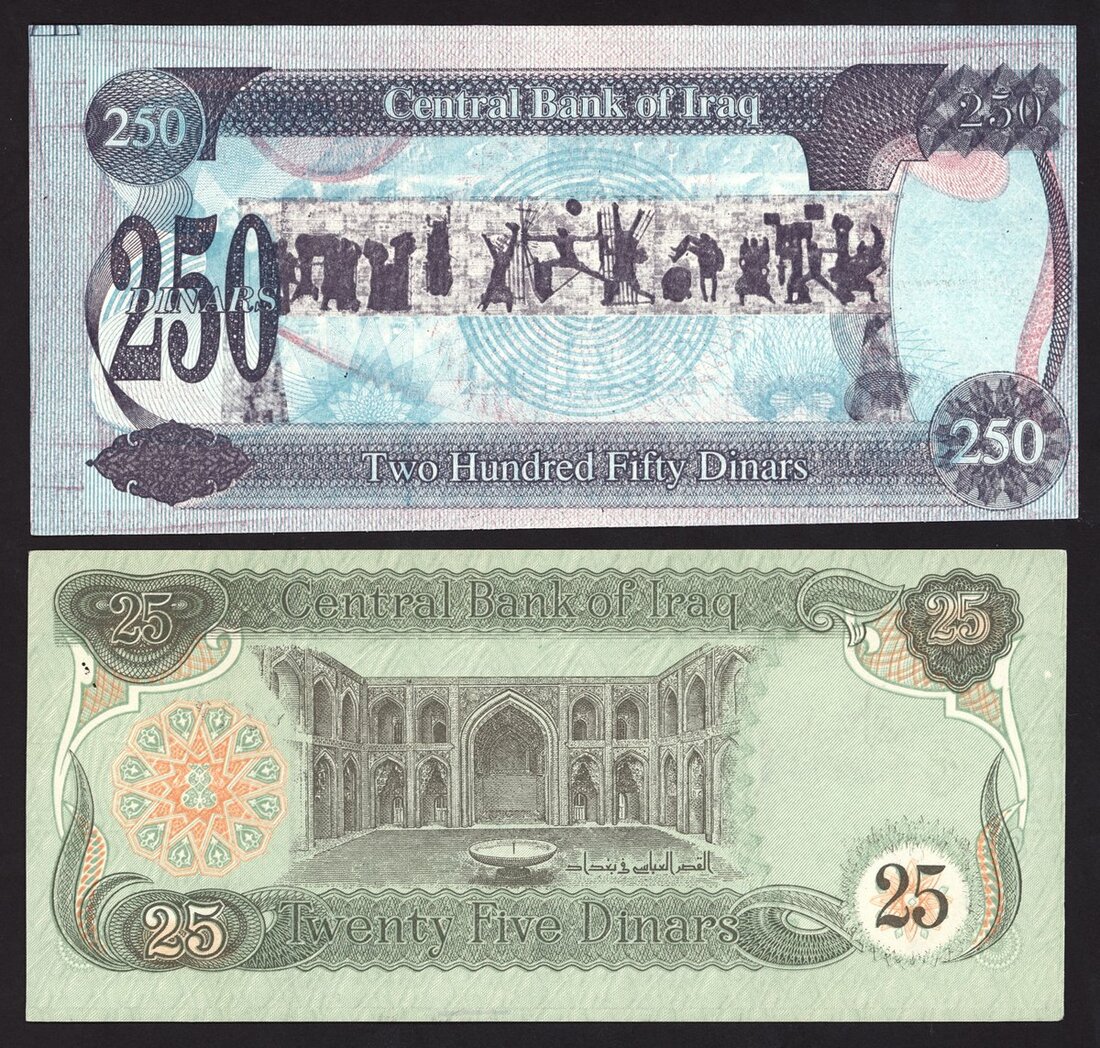 Central Bank of Iraq
250
250
250
DINARS
Two Hundred Fifty Dinars
250
Central Bank of Iraq
25
25
القصر العباسي في بغداد
25
25
Twenty Five Dinars